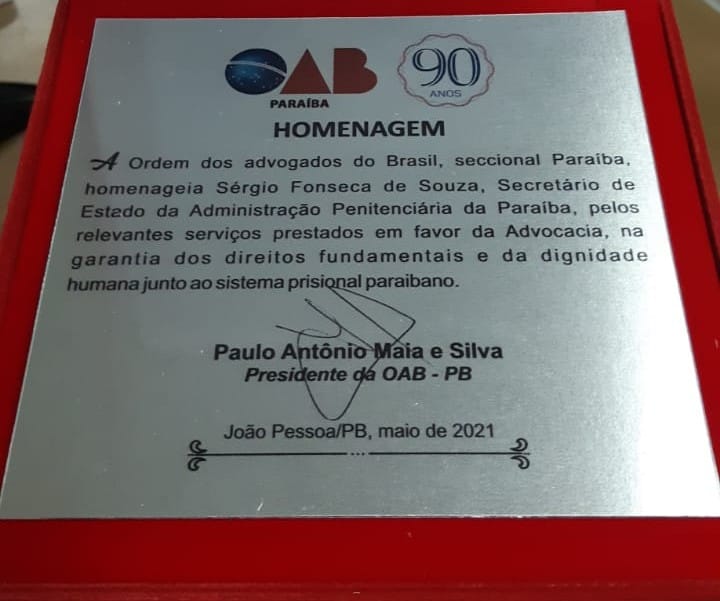 OAB
PARAÍBA
90
ANOS
HOMENAGEM
A Ordem dos advogados do Brasil, seccional Paraíba,
homenageia Sérgio Fonseca de Souza, Secretário de
Estado da Administração Penitenciária da Paraíba, pelos
relevantes serviços prestados em favor da Advocacia, na
garantia dos direitos fundamentais e da dignidade
humana junto ao sistema prisional paraibano.
Paulo Antônio Maia e Silva
Presidente da OAB - PB
João Pessoa/PB, maio de 2021